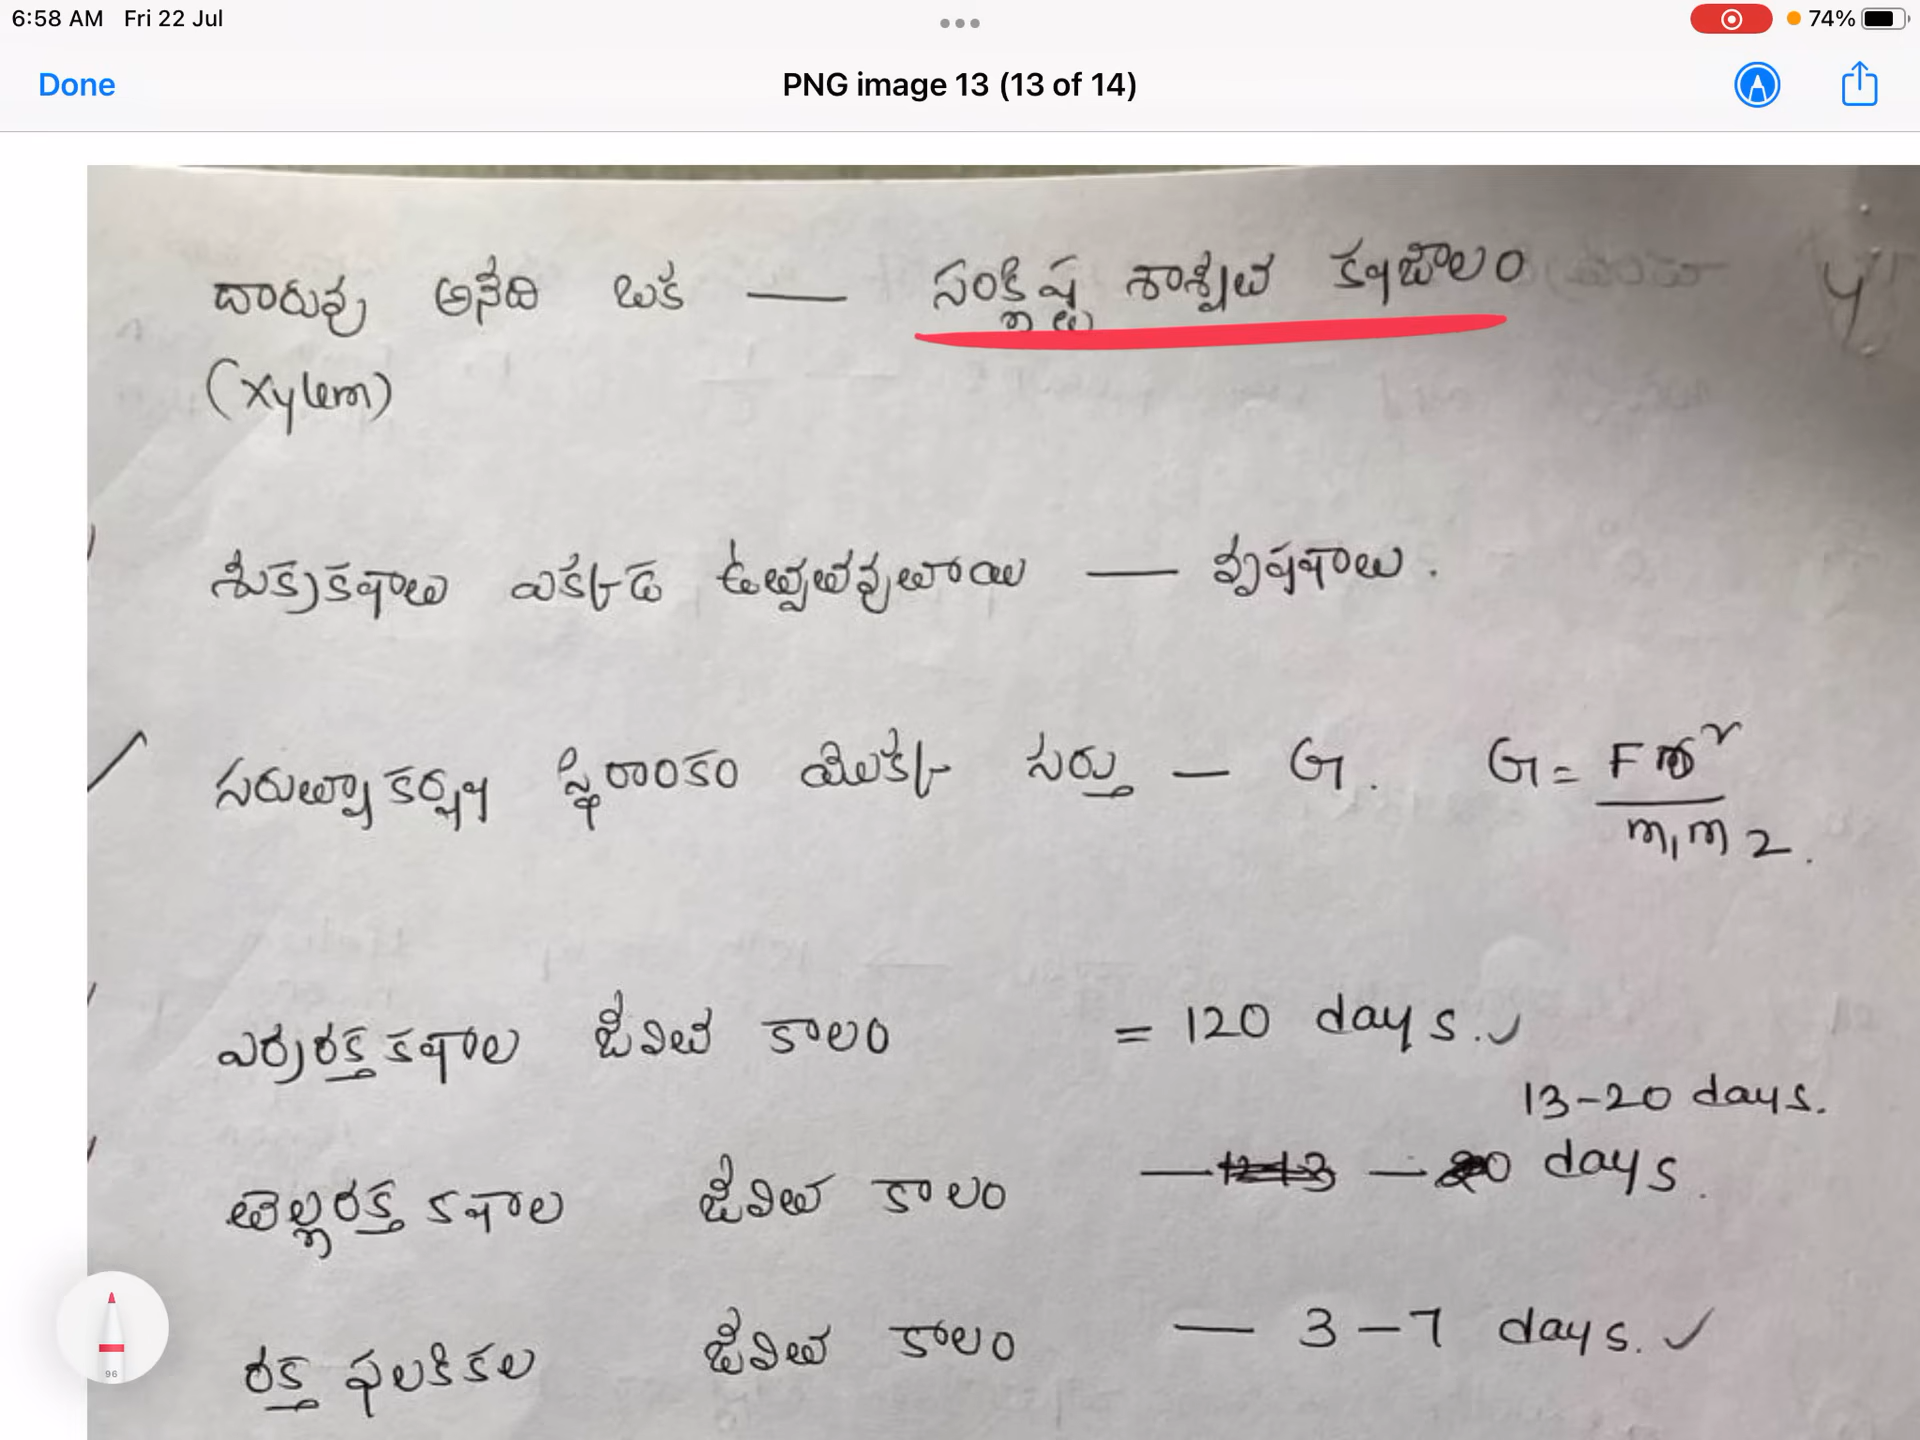 6:58 AM Fri 22 Jul
74%
Done
PNG image 13 (13 of 14)
దారువు అనేది ఒక — సంక్లిష్ట శాశ్వత కణజాలం
(Xylem)
శుక్రకణాలు ఎక్కడ ఉత్పత్తవుతాయి — వృషణాలు.
గురుత్వాకర్షణ స్థిరాంకం యొక్క సూత్రం — G. G = Fr²
m₁m₂.
ఎర్రరక్త కణాల జీవిత కాలం = 120 days.
13-20 days.
తెల్లరక్త కణాల జీవిత కాలం — days.
రక్త ఫలకికల జీవిత కాలం — 3-7 days.
96